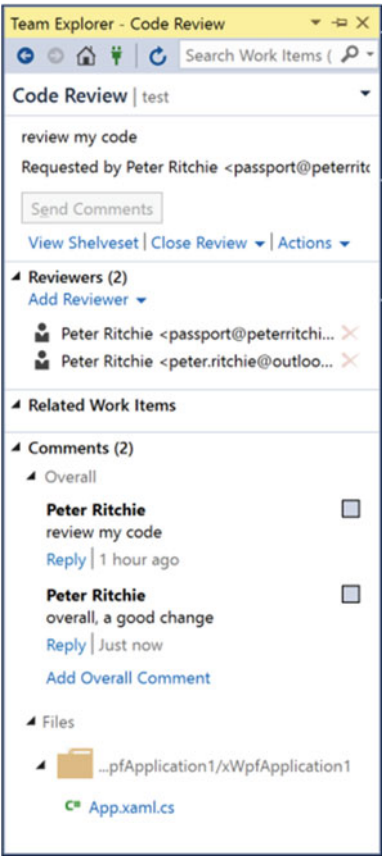 Team Explorer - Code Review
Search Work Items (
Code Review | test
review my code
Requested by Peter Ritchie <passport@peterritc
Send Comments
View Shelveset | Close Review | Actions
Reviewers (2)
Add Reviewer
Peter Ritchie <passport@peterritchi...
Peter Ritchie <peter.ritchie@outloo...
Related Work Items
Comments (2)
Overall
Peter Ritchie
review my code
Reply | 1 hour ago
Peter Ritchie
overall, a good change
Reply | Just now
Add Overall Comment
Files
...pfApplication1/xWpfApplication1
C# App.xaml.cs